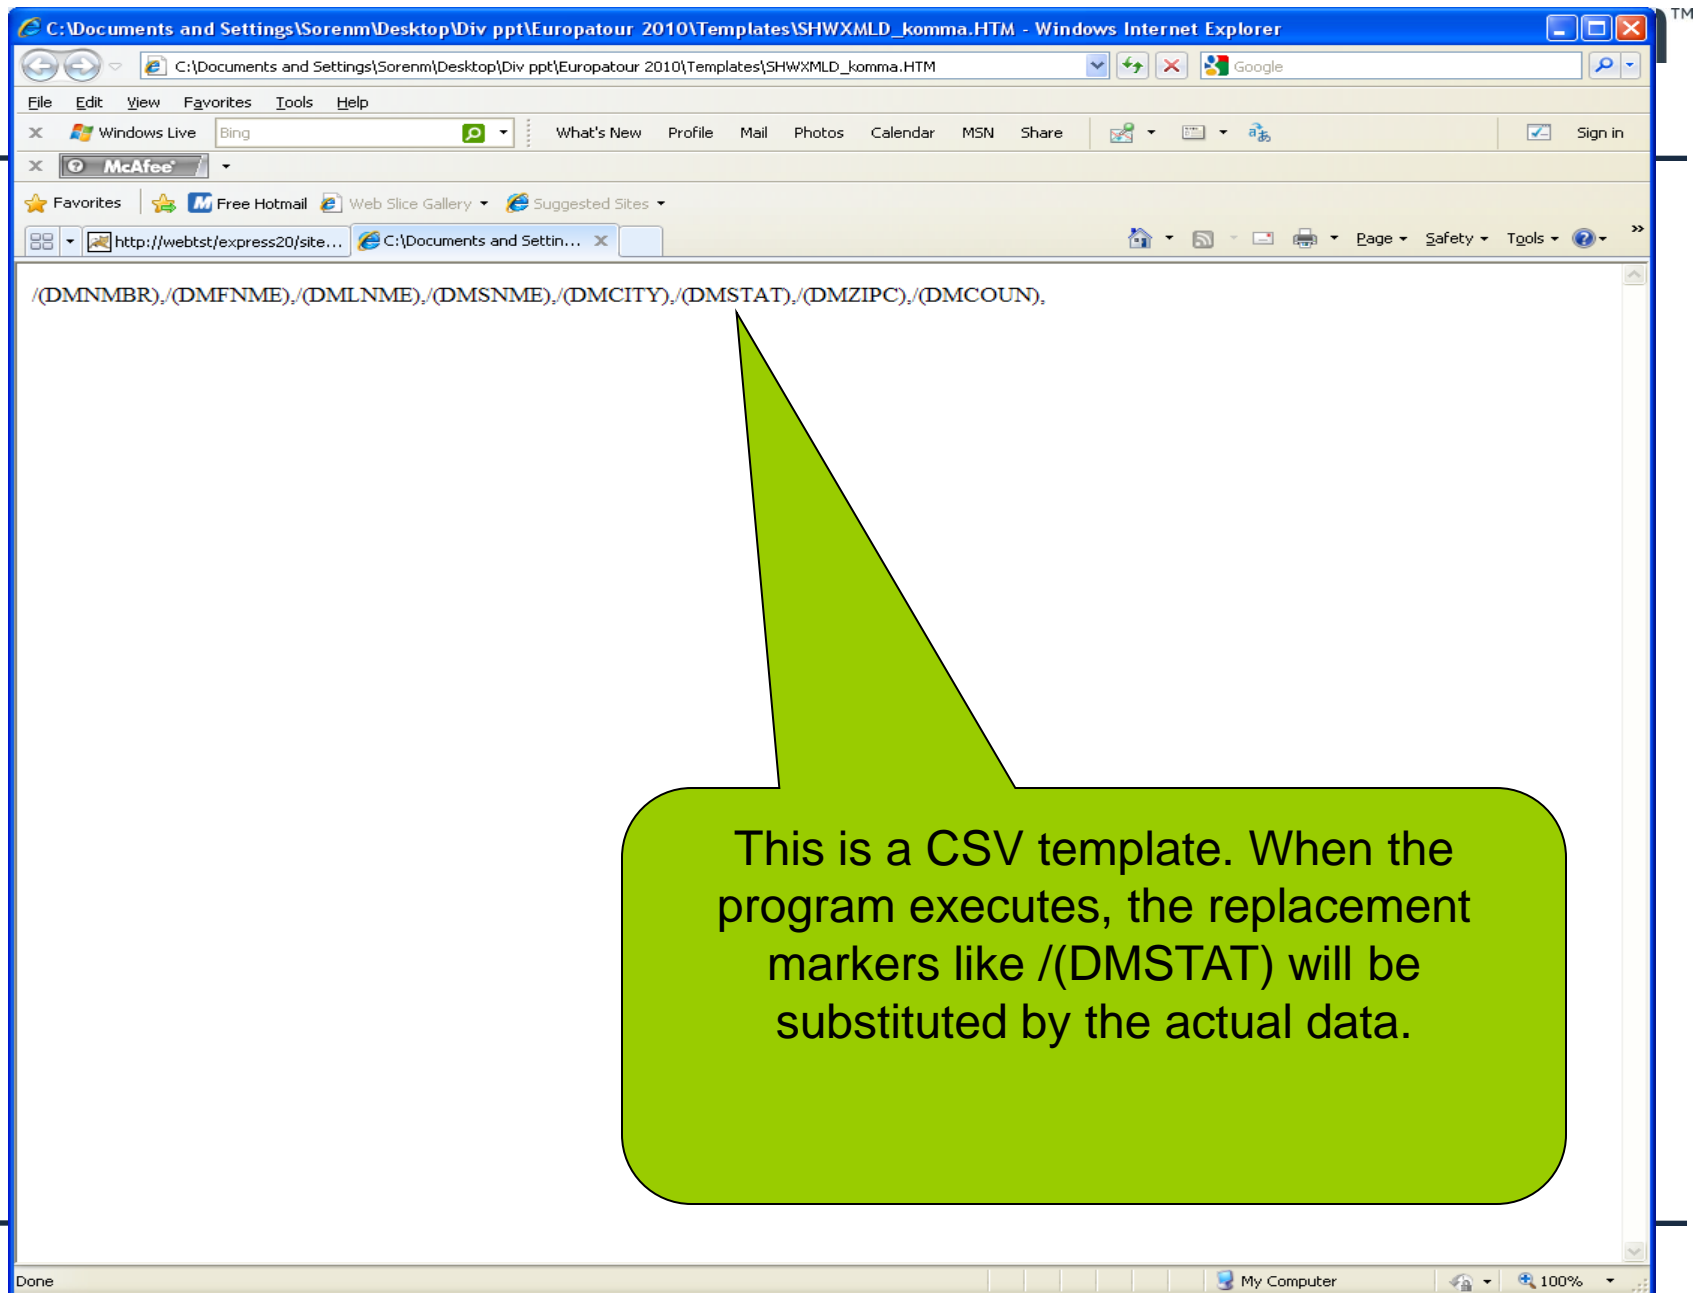 TM
C:\Documents and Settings\Sorenm\Desktop\Div ppt\Europatour 2010\Templates\SHWXMLD_komma.HTM - Windows Internet Explorer
C:\Documents and Settings\Sorenm\Desktop\Div ppt\Europatour 2010\Templates\SHWXMLD_komma.HTM Google
File Edit View Favorites Tools Help
x Windows Live Bing What's New Profile Mail Photos Calendar MSN Share Sign in
x McAfee
Favorites Free Hotmail Web Slice Gallery Suggested Sites
http://webtst/express20/site... C:\Documents and Settin... x Page Safety Tools »
/(DMNMBR),/(DMFNME),/(DMLNME),/(DMSNME),/(DMCITY),/(DMSTAT),/(DMZIPC),/(DMCOUN),
This is a CSV template. When the
program executes, the replacement
markers like /(DMSTAT) will be
substituted by the actual data.
Done My Computer 100%